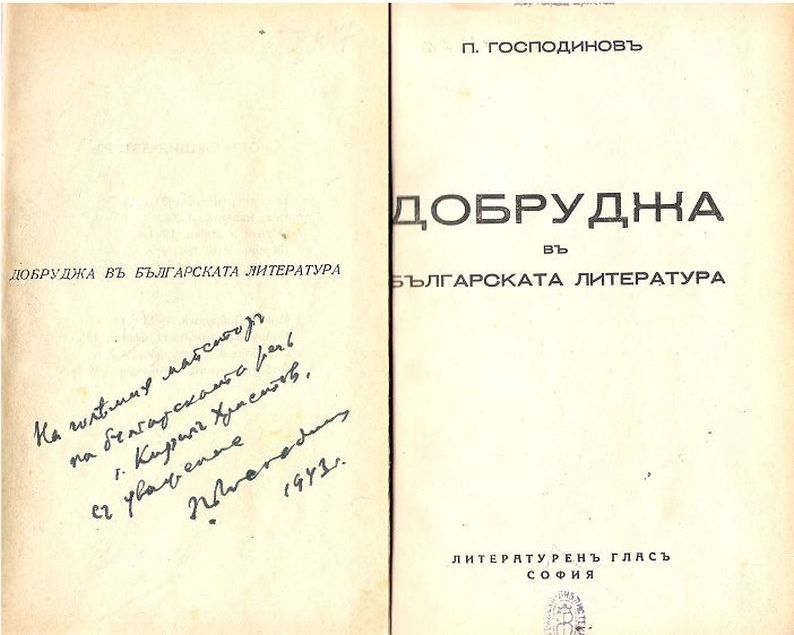 ДОБРУДЖА ВЪ БЪЛГАРСКАТА ЛИТЕРАТУРА
На голѣмия майсторъ
на българската речь
г. Кирилъ Христовъ,
съ уважение
1943 г.
П. ГОСПОДИНОВЪ
ДОБРУДЖА
ВЪ
БЪЛГАРСКАТА ЛИТЕРАТУРА
ЛИТЕРАТУРЕНЪ ГЛАСЪ
СОФИЯ